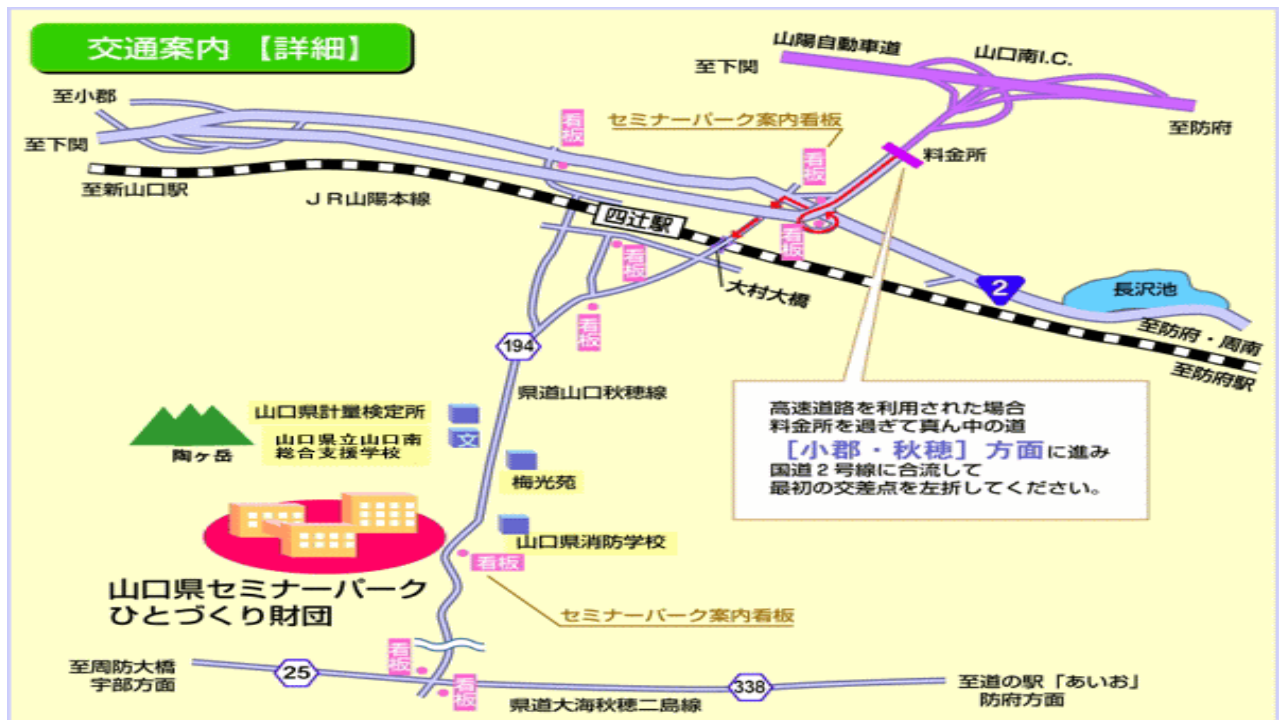 交通案内 【詳細】
山陽自動車道
山口南I.C.
至下関
至小郡
至防府
セミナーパーク案内看板
看板
看板
料金所
至下関
至新山口駅
JR山陽本線
四辻駅
看板
看板
大村大橋
2
長沢池
至防府・周南
至防府駅
看板
194
県道山口秋穂線
高速道路を利用された場合
料金所を過ぎて真ん中の道
［小郡・秋穂］方面に進み
国道2号線に合流して
最初の交差点を左折してください。
山口県計量検定所
山口県立山口南
総合支援学校
文
陶ヶ岳
梅光苑
山口県消防学校
看板
山口県セミナーパーク
ひとづくり財団
セミナーパーク案内看板
看板
至周防大橋
宇部方面
25
看板
338
県道大海秋穂二島線
至道の駅「あいお」
防府方面